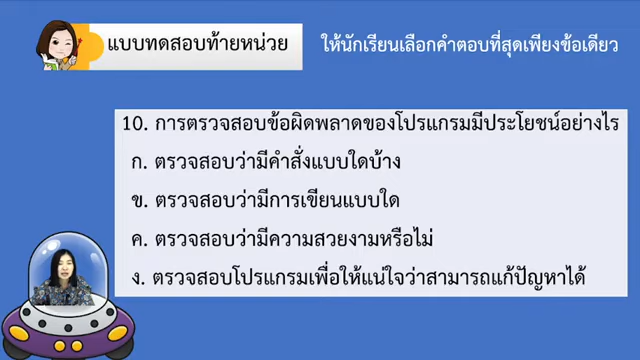 แบบทดสอบท้ายหน่วย
ให้นักเรียนเลือกคำตอบที่สุดเพียงข้อเดียว
10. การตรวจสอบข้อผิดพลาดของโปรแกรมมีประโยชน์อย่างไร
ก. ตรวจสอบว่ามีคำสั่งแบบใดบ้าง
ข. ตรวจสอบว่ามีการเขียนแบบใด
ค. ตรวจสอบว่ามีความสวยงามหรือไม่
ง. ตรวจสอบโปรแกรมเพื่อให้แน่ใจว่าสามารถแก้ปัญหาได้